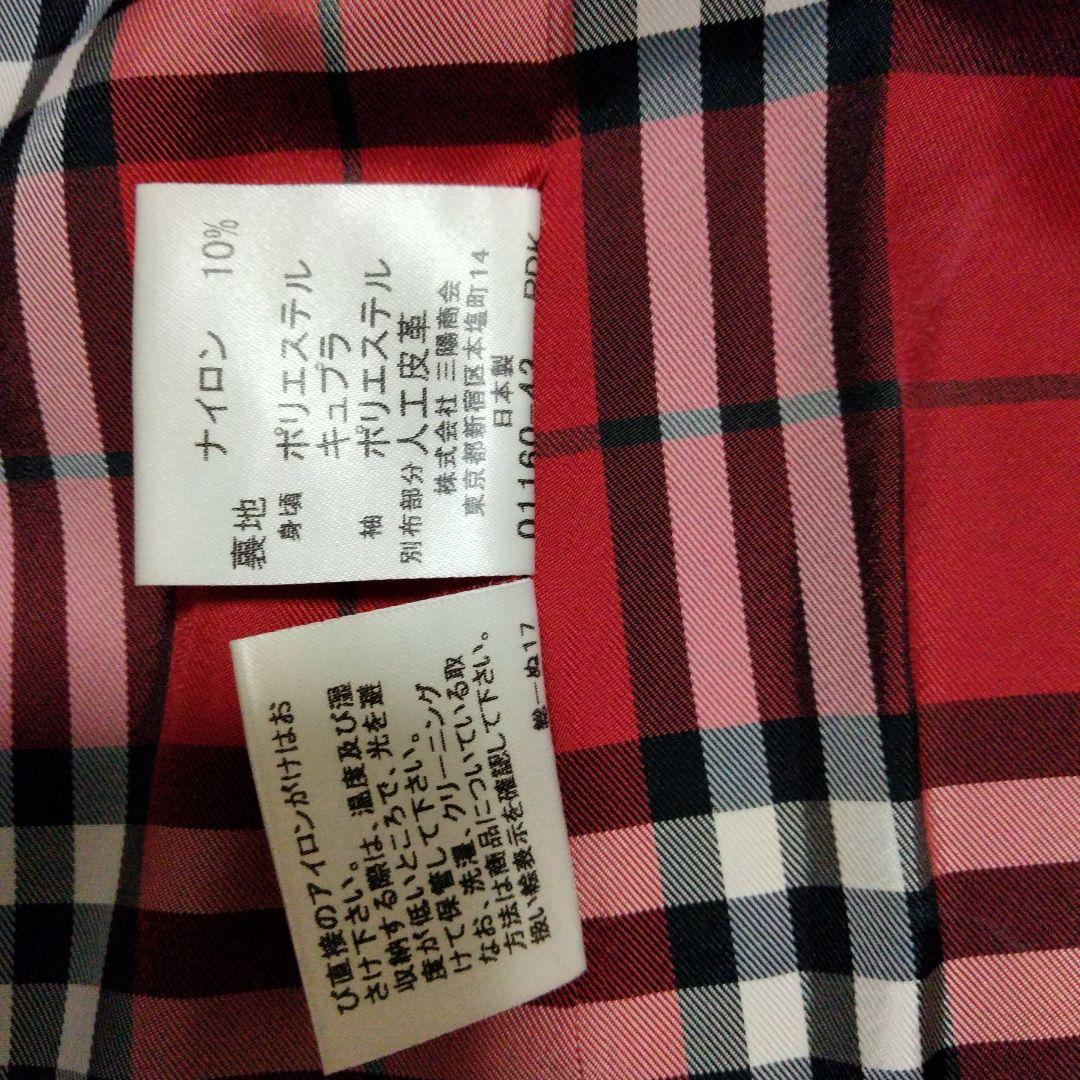 ナイロン 10%
裏地
身頃 ポリエステル
キュプラ
袖 ポリエステル
別布部分 人工皮革
株式会社 三陽商会
東京都新宿区本塩町14
日本製
01160-42 PDK
び直接のアイロンがけはお
さけ下さい。
収納する際は、温度及び湿
度が低いところで、光を避
けて保管して下さい。
なお、洗濯、クリーニング
方法は商品についている取
扱い絵表示を確認して下さい。